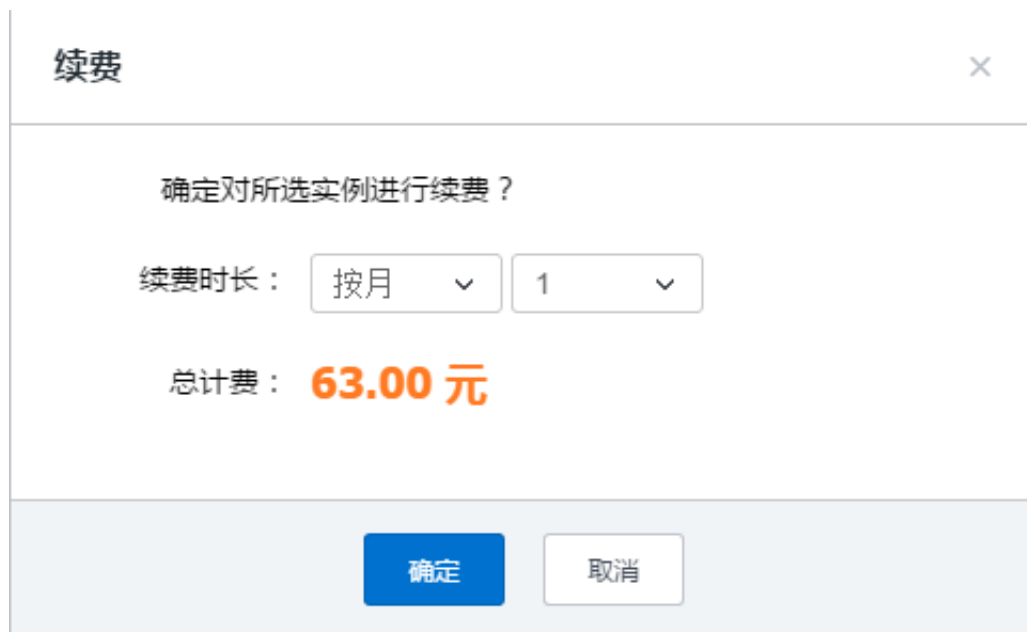 续费
确定对所选实例进行续费？
续费时长： 按月 1
总计费： 63.00 元
确定 取消